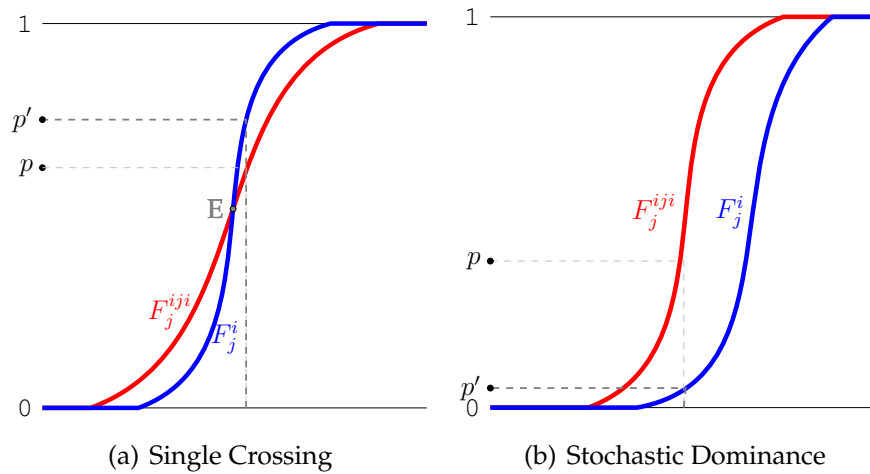 1
p′
p
E
F_j^{iji}
F_j^i
0
(a) Single Crossing
1
F_j^{iji}
F_j^i
p
p′
0
(b) Stochastic Dominance